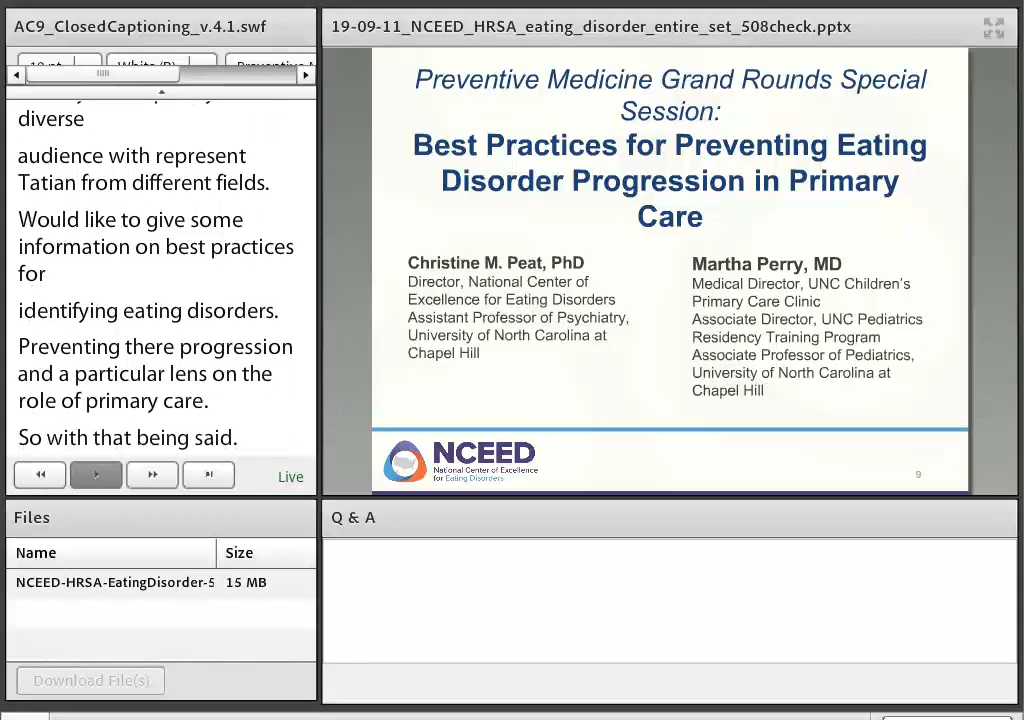 AC9_ClosedCaptioning_v.4.1.swf
diverse
audience with represent
Tatian from different fields.
Would like to give some
information on best practices
for
identifying eating disorders.
Preventing there progression
and a particular lens on the
role of primary care.
So with that being said.
Live
Files
Name Size
NCEED-HRSA-EatingDisorder-5 15 MB
Download File(s)
19-09-11_NCEED_HRSA_eating_disorder_entire_set_508check.pptx
Preventive Medicine Grand Rounds Special
Session:
Best Practices for Preventing Eating
Disorder Progression in Primary
Care
Christine M. Peat, PhD
Director, National Center of
Excellence for Eating Disorders
Assistant Professor of Psychiatry,
University of North Carolina at
Chapel Hill
Martha Perry, MD
Medical Director, UNC Children's
Primary Care Clinic
Associate Director, UNC Pediatrics
Residency Training Program
Associate Professor of Pediatrics,
University of North Carolina at
Chapel Hill
NCEED
National Center of Excellence
for Eating Disorders
9
Q & A